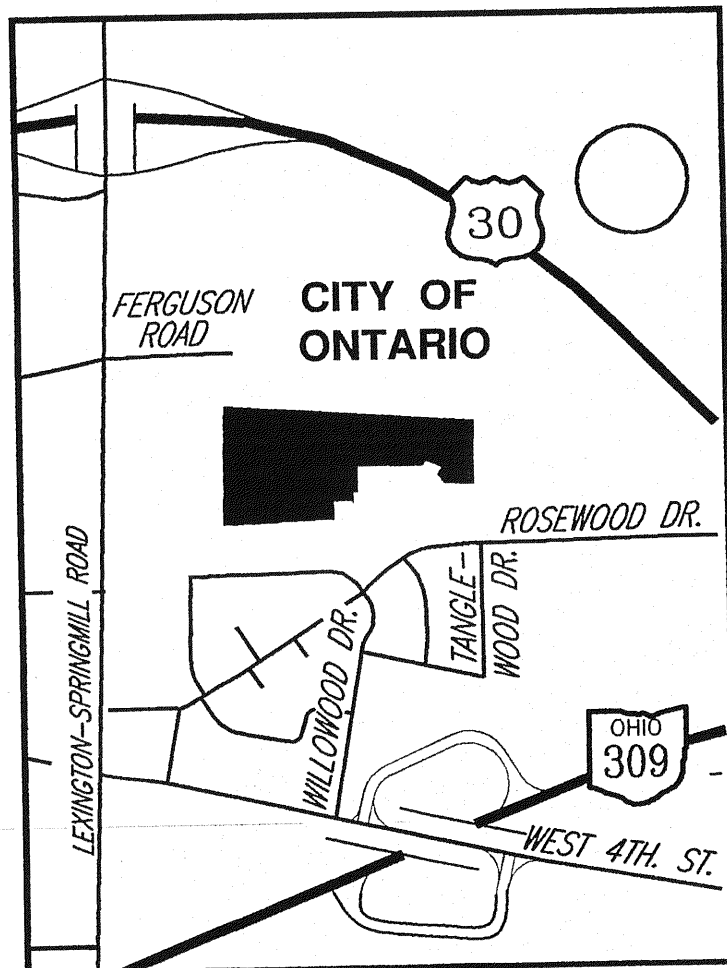 30
FERGUSON
ROAD
CITY OF
ONTARIO
ROSEWOOD DR.
TANGLE-
WOOD DR.
LEXINGTON-SPRINGMILL ROAD
WILLOWOOD DR.
OHIO
309
WEST 4TH. ST.